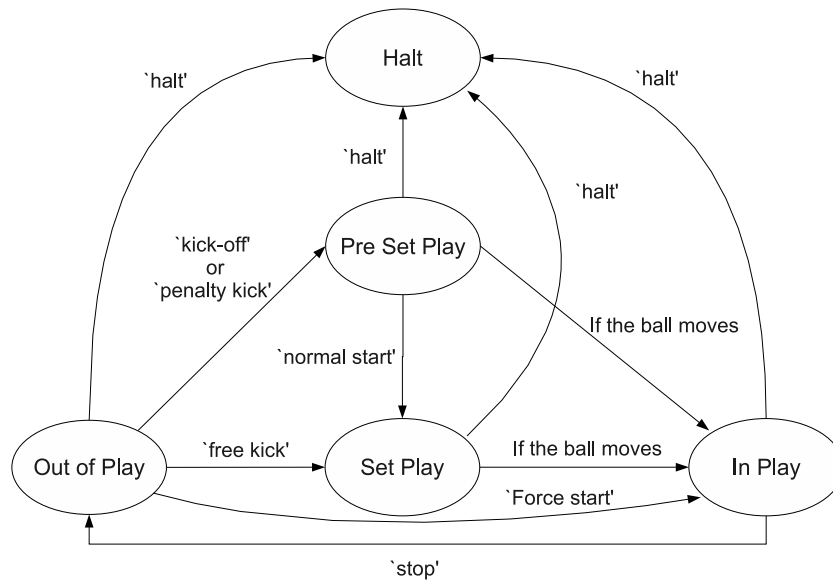 Halt
`halt'
`halt'
`halt'
`halt'
Pre Set Play
`kick-off'
or
`penalty kick'
If the ball moves
`normal start'
Out of Play
`free kick'
Set Play
If the ball moves
In Play
`Force start'
`stop'